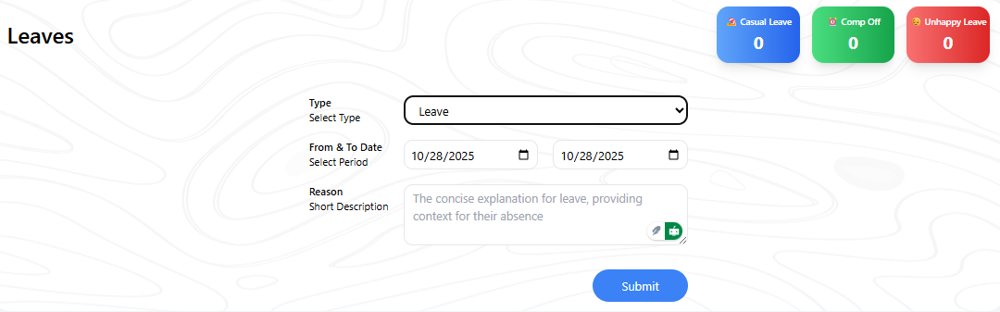 Leaves
🏖️ Casual Leave
0
⏰ Comp Off
0
😔 Unhappy Leave
0
Type
Select Type
Leave
From & To Date
Select Period
10/28/2025
10/28/2025
Reason
Short Description
The concise explanation for leave, providing
context for their absence
Submit